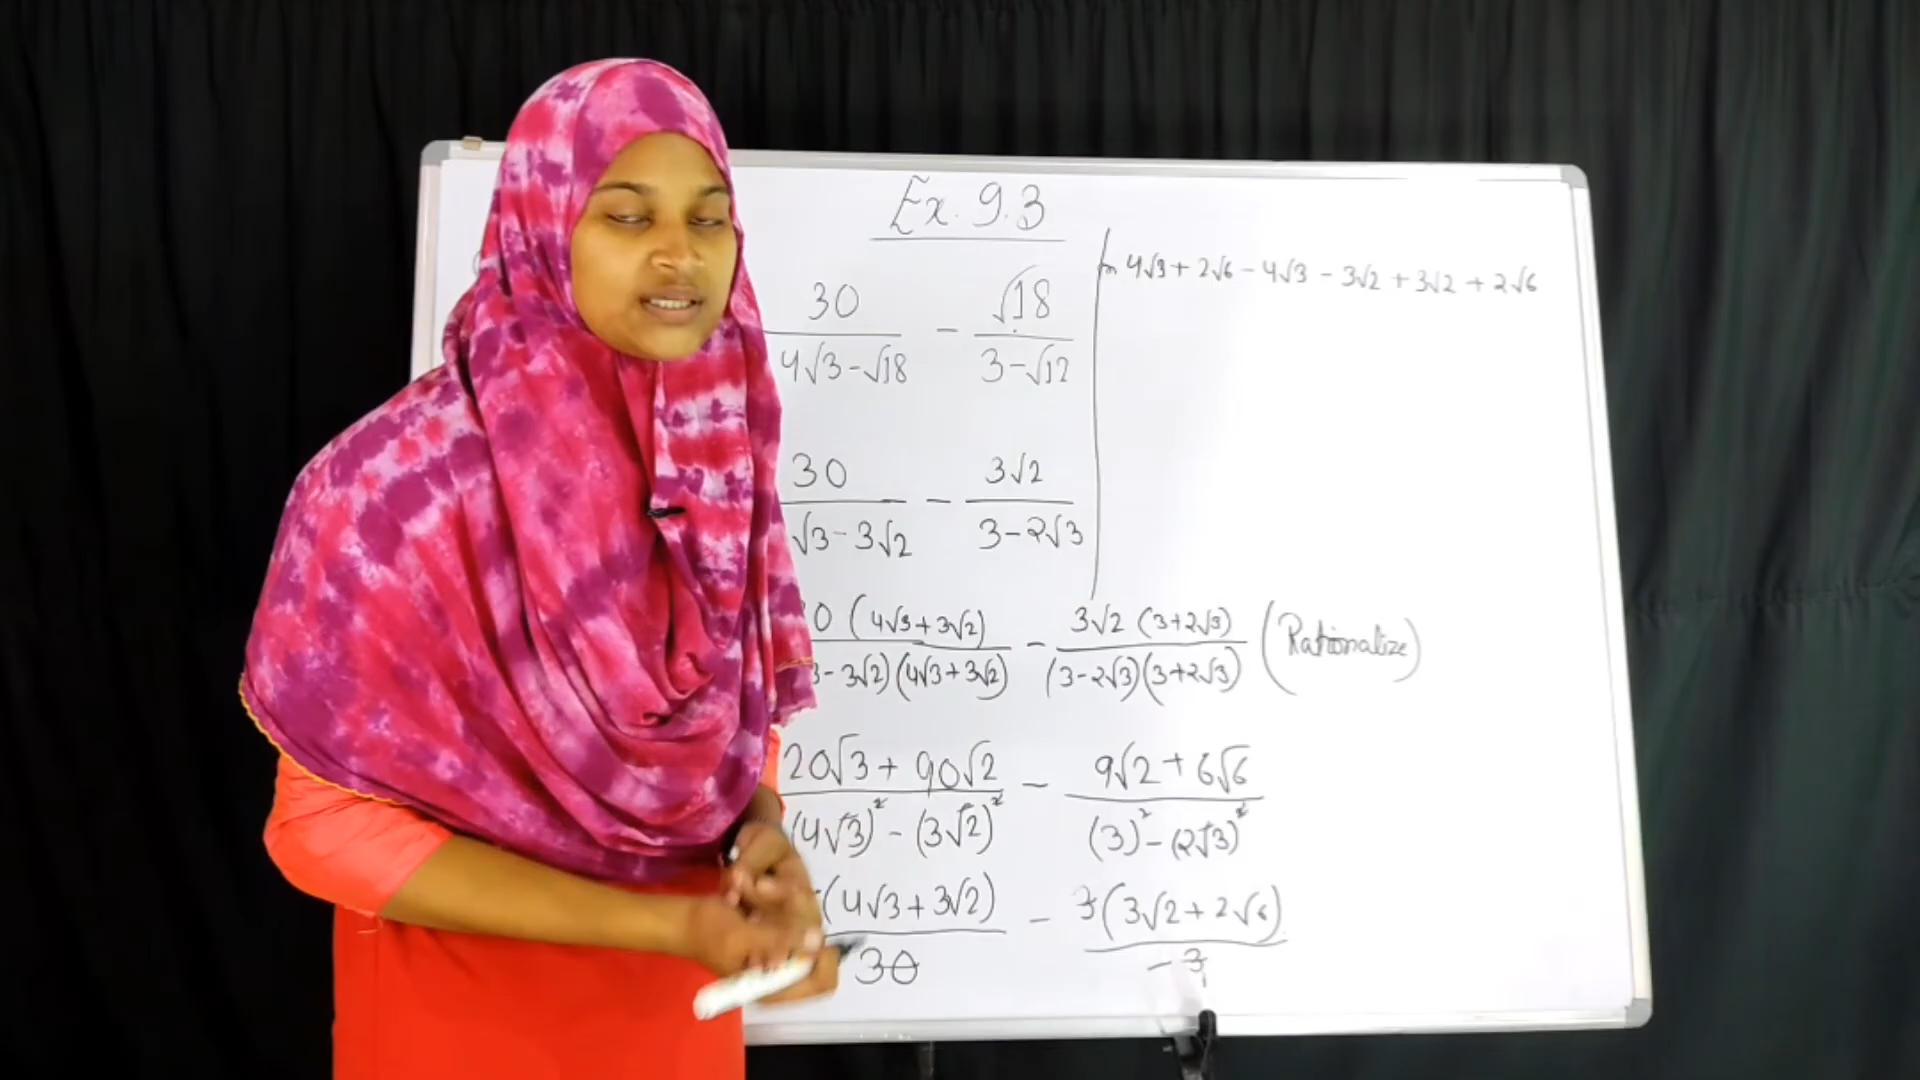 Ex. 9.3
30 / 4√3-√18 - √18 / 3-√12
30 / √3-3√2 - 3√2 / 3-2√3
0 (4√3+3√2) / 3-3√2)(4√3+3√2) - 3√2 (3+2√3) / (3-2√3)(3+2√3) (Rationalize)
20√3+90√2 / (4√3)²-(3√2)² - 9√2+6√6 / (3)²-(2√3)²
(4√3+3√2) / 30 - 3(3√2+2√6) / -3
4√3+2√6-4√3-3√2+3√2+2√6